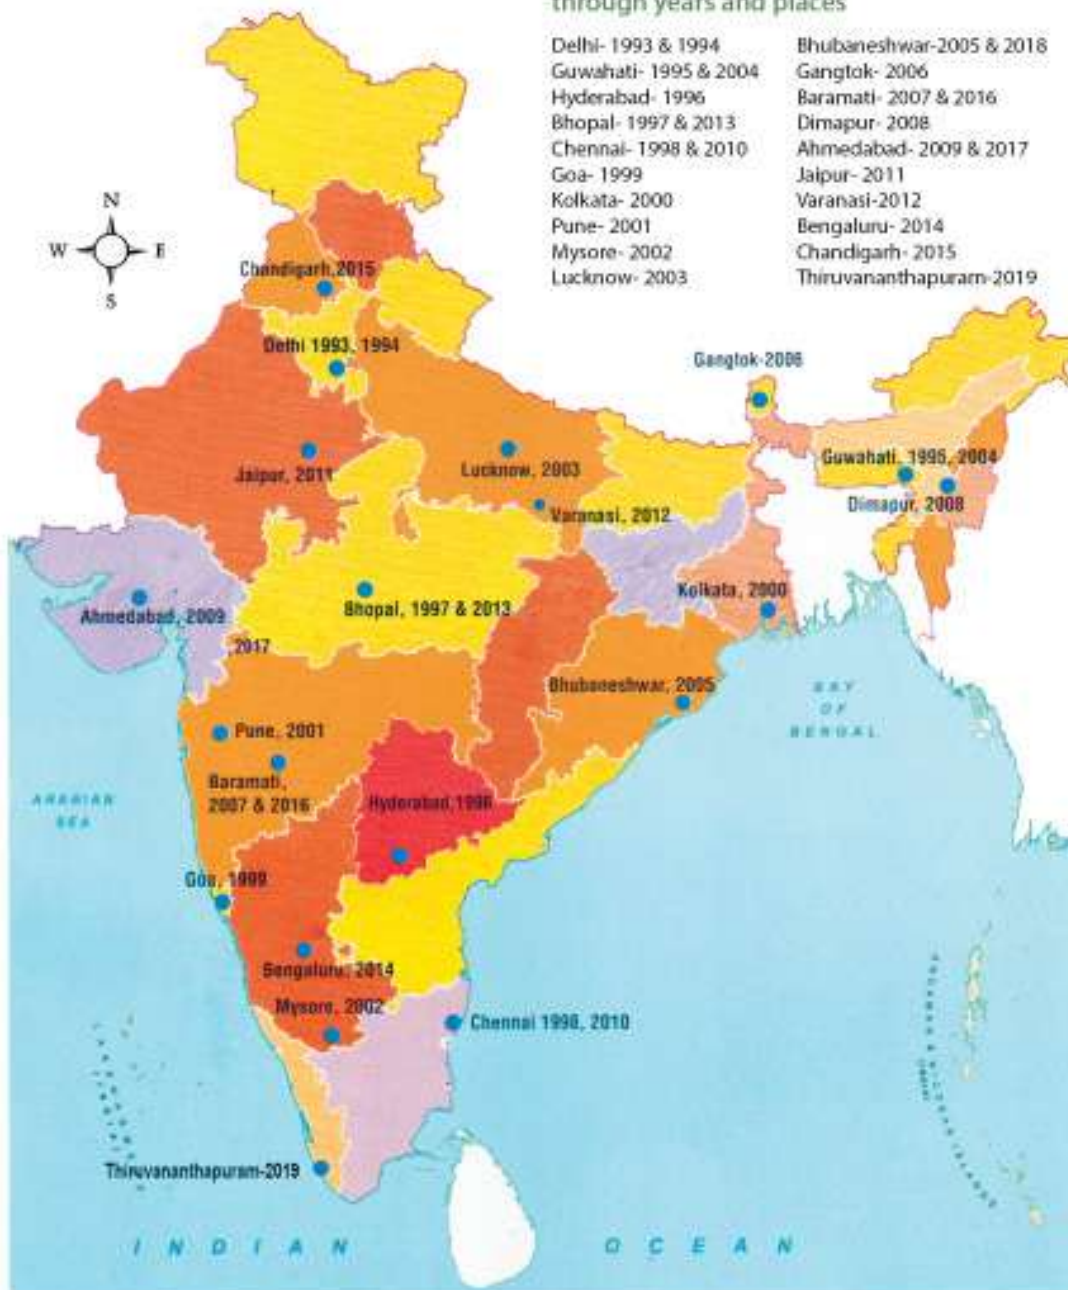 through years and places
Delhi- 1993 & 1994
Guwahati- 1995 & 2004
Hyderabad- 1996
Bhopal- 1997 & 2013
Chennai- 1998 & 2010
Goa- 1999
Kolkata- 2000
Pune- 2001
Mysore- 2002
Lucknow- 2003
Bhubaneshwar-2005 & 2018
Gangtok- 2006
Baramati- 2007 & 2016
Dimapur- 2008
Ahmedabad- 2009 & 2017
Jaipur- 2011
Varanasi-2012
Bengaluru- 2014
Chandigarh- 2015
Thiruvananthapuram-2019
N
W E
S
Chandigarh,2015
Delhi 1993, 1994
Gangtok-2006
Jaipur, 2011
Lucknow, 2003
Guwahati, 1995, 2004
Dimapur, 2008
Varanasi, 2012
Ahmedabad, 2009
, 2017
Bhopal, 1997 & 2013
Kolkata, 2000
Bhubaneshwar, 2005
BAY
OF
BENGAL
Pune, 2001
Baramati,
2007 & 2016
Hyderabad,1996
ARABIAN
SEA
Goa, 1999
Bengaluru, 2014
Mysore, 2002
Chennai 1998, 2010
Thiruvananthapuram-2019
INDIAN OCEAN